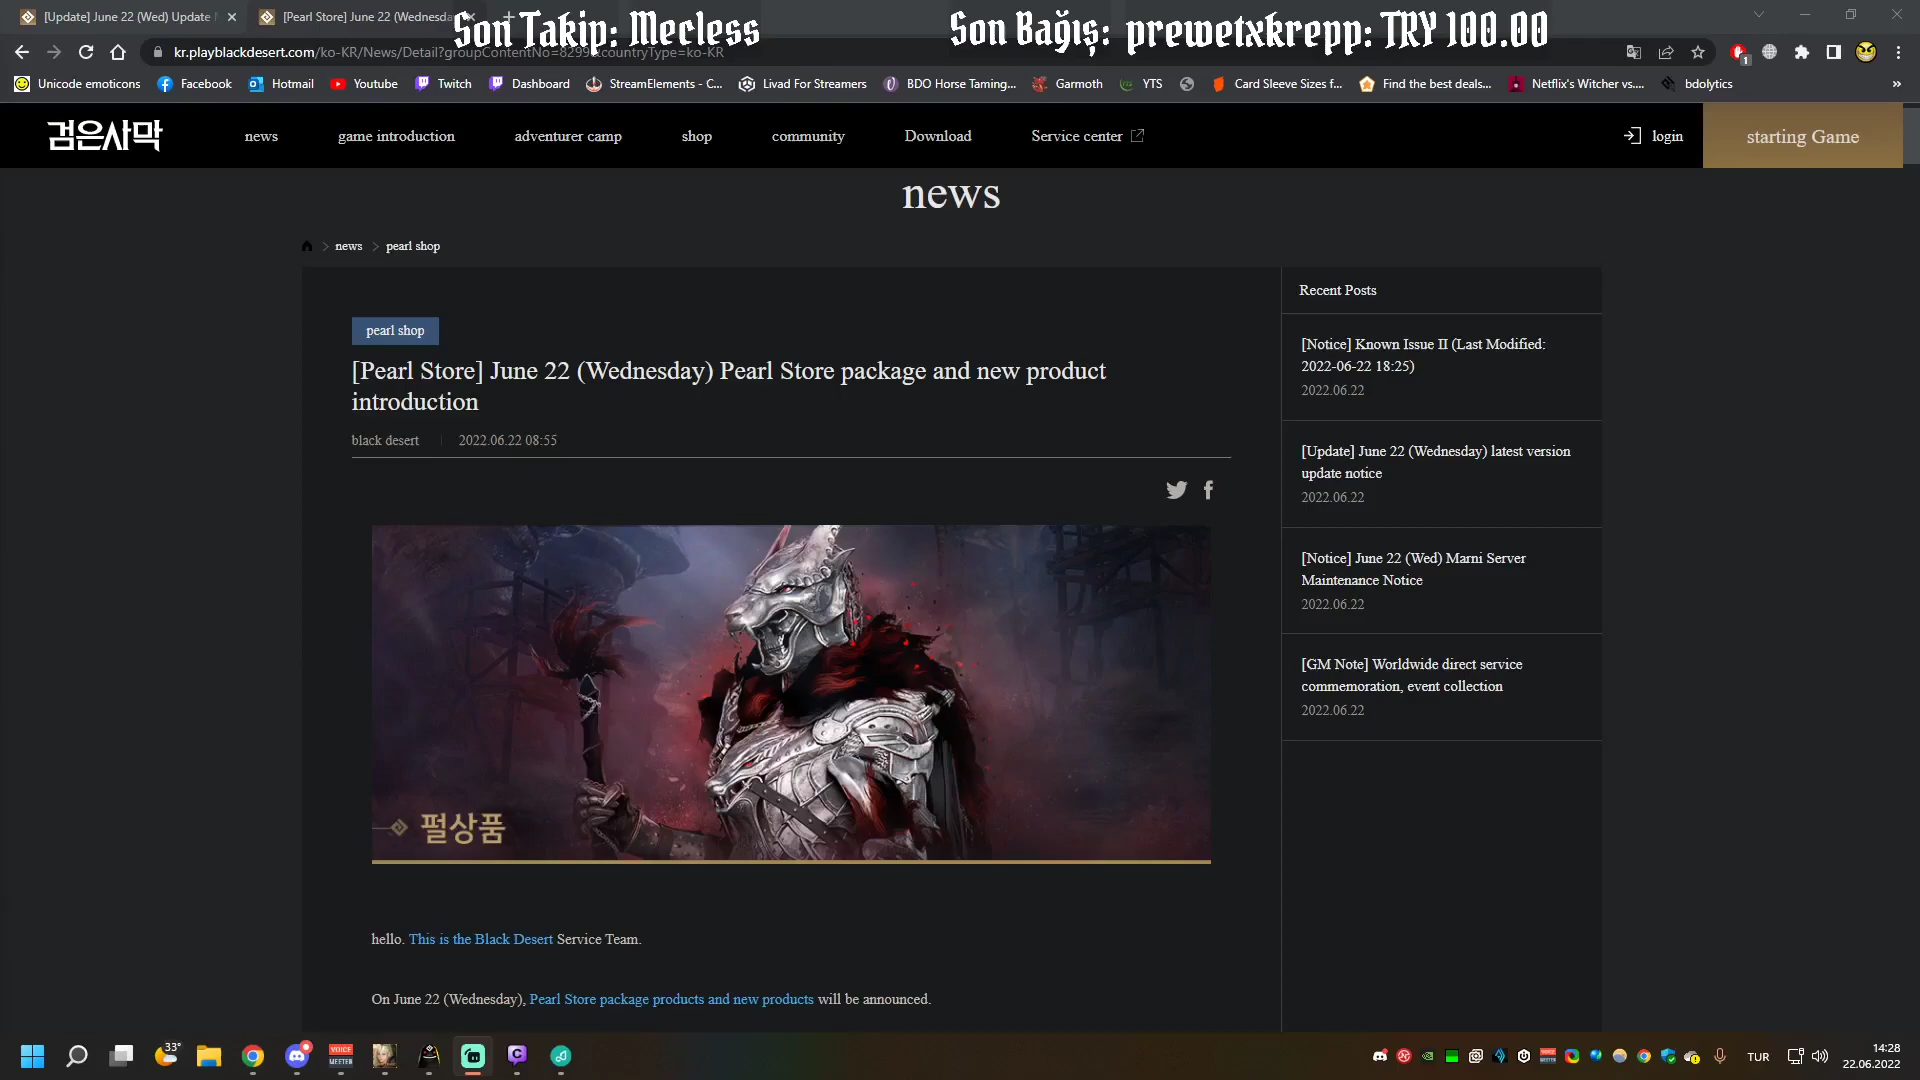 [Update] June 22 (Wed) Update
[Pearl Store] June 22 (Wednesda
Son Takip: Mecless
Son Bağış: prewetxkrepp: TRY 100.00
kr.playblackdesert.com/ko-KR/News/Detail?groupContentNo=8299&countryType=ko-KR
1
Unicode emoticons
Facebook
Hotmail
Youtube
Twitch
Dashboard
StreamElements - C...
Livad For Streamers
BDO Horse Taming...
Garmoth
YTS
Card Sleeve Sizes f...
Find the best deals...
Netflix's Witcher vs....
bdolytics
»
검은사막
news
game introduction
adventurer camp
shop
community
Download
Service center
login
starting Game
news
news
pearl shop
pearl shop
[Pearl Store] June 22 (Wednesday) Pearl Store package and new product
introduction
black desert
2022.06.22 08:55
펄상품
hello. This is the Black Desert Service Team.
On June 22 (Wednesday), Pearl Store package products and new products will be announced.
Recent Posts
[Notice] Known Issue II (Last Modified:
2022-06-22 18:25)
2022.06.22
[Update] June 22 (Wednesday) latest version
update notice
2022.06.22
[Notice] June 22 (Wed) Marni Server
Maintenance Notice
2022.06.22
[GM Note] Worldwide direct service
commemoration, event collection
2022.06.22
33°
VOICE
MEETER
TUR
14:28
22.06.2022